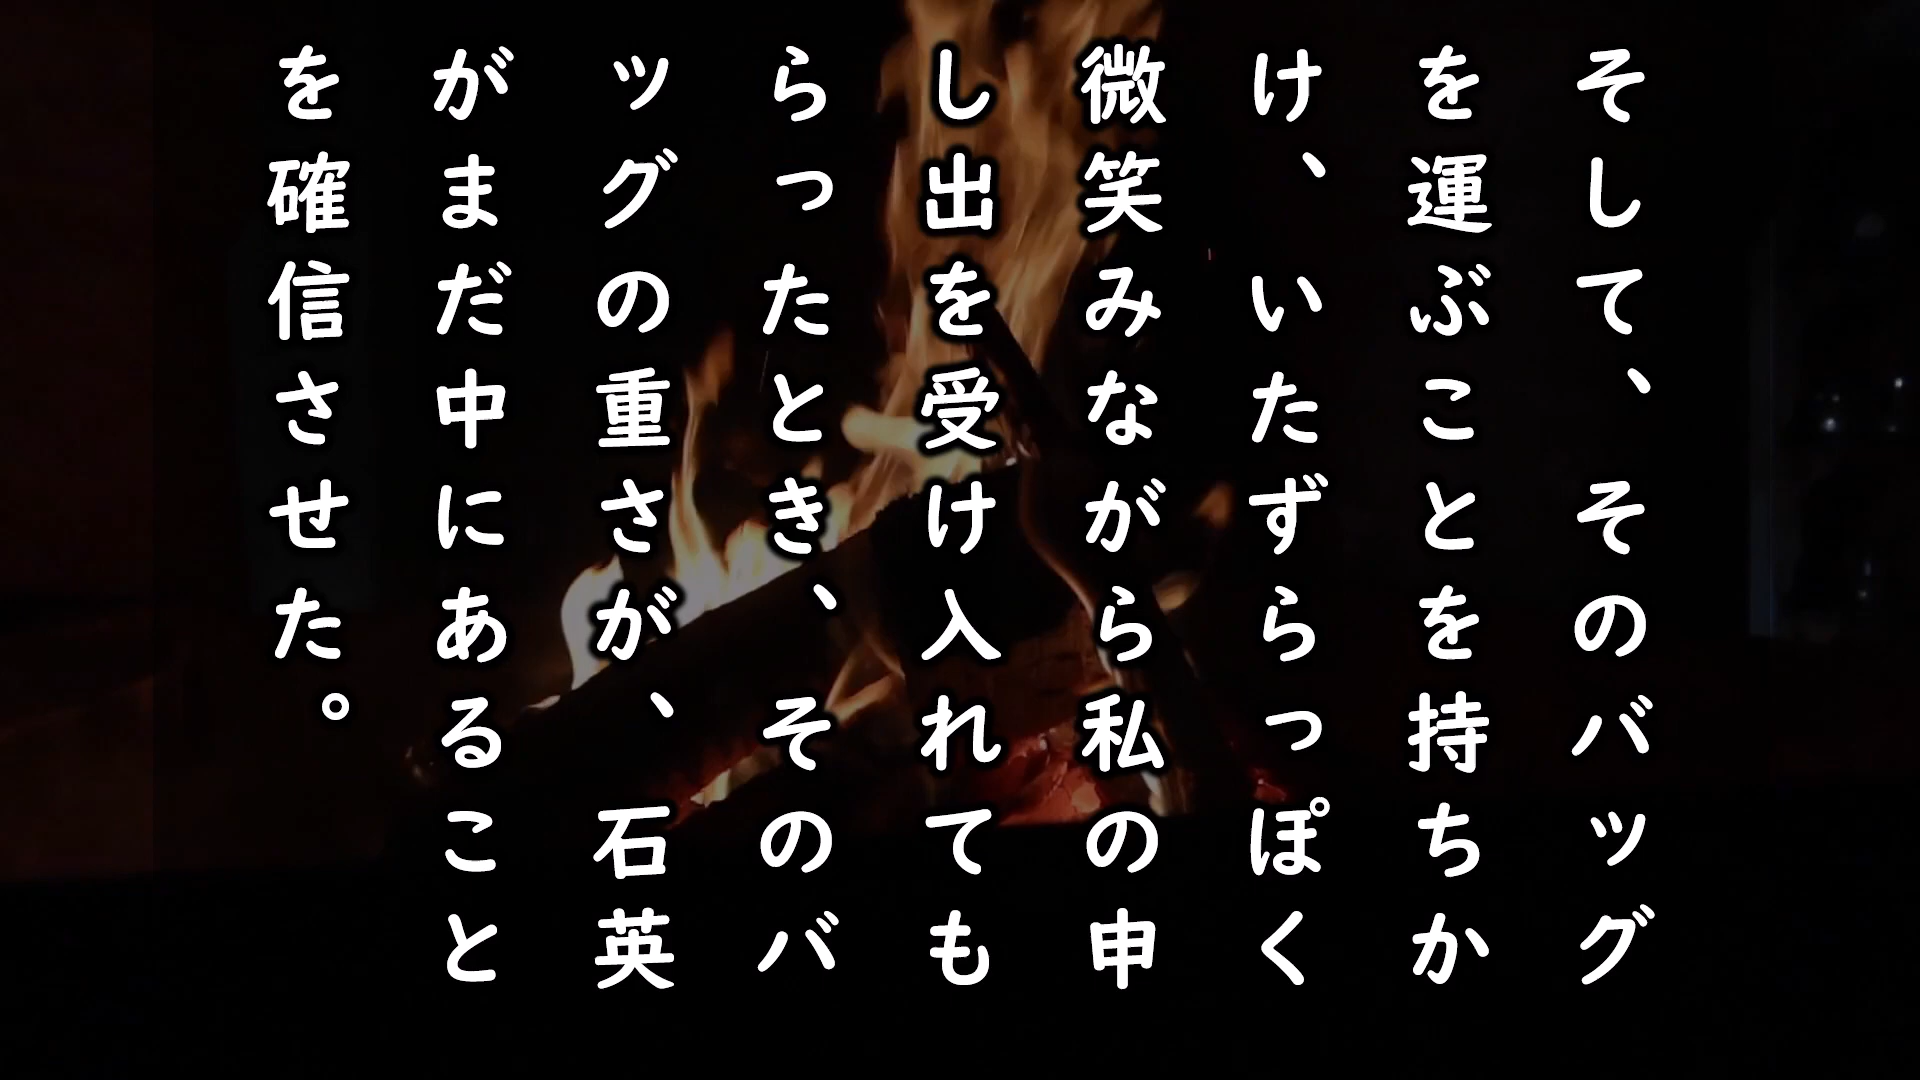 そして、そのバッグ
を運ぶことを持ちか
け、いたずらっぽく
微笑みながら私の申
し出を受け入れても
らったとき、そのバ
ッグの重さが、石英
がまだ中にあること
を確信させた。